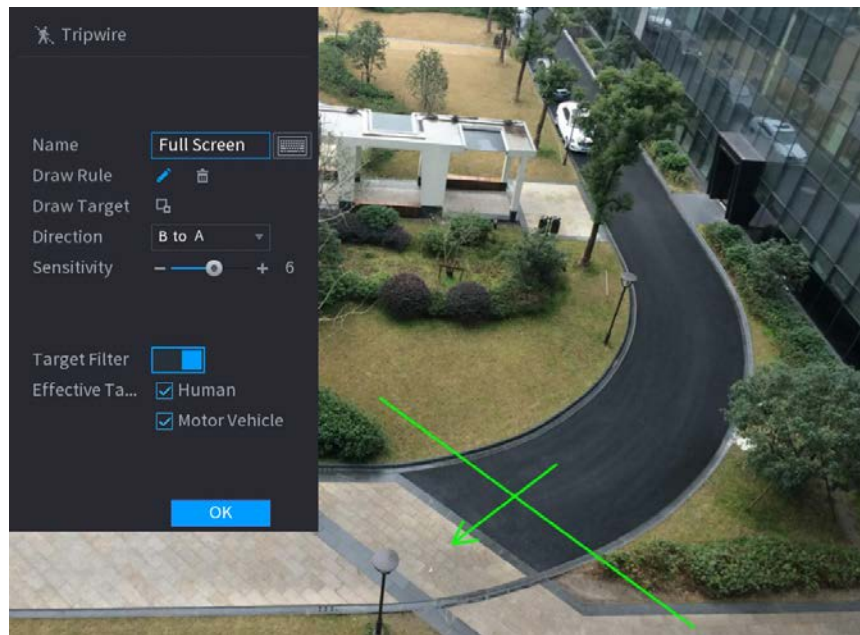 Tripwire
Name Full Screen
Draw Rule
Draw Target
Direction B to A
Sensitivity - + 6
Target Filter
Effective Ta... Human
Motor Vehicle
OK